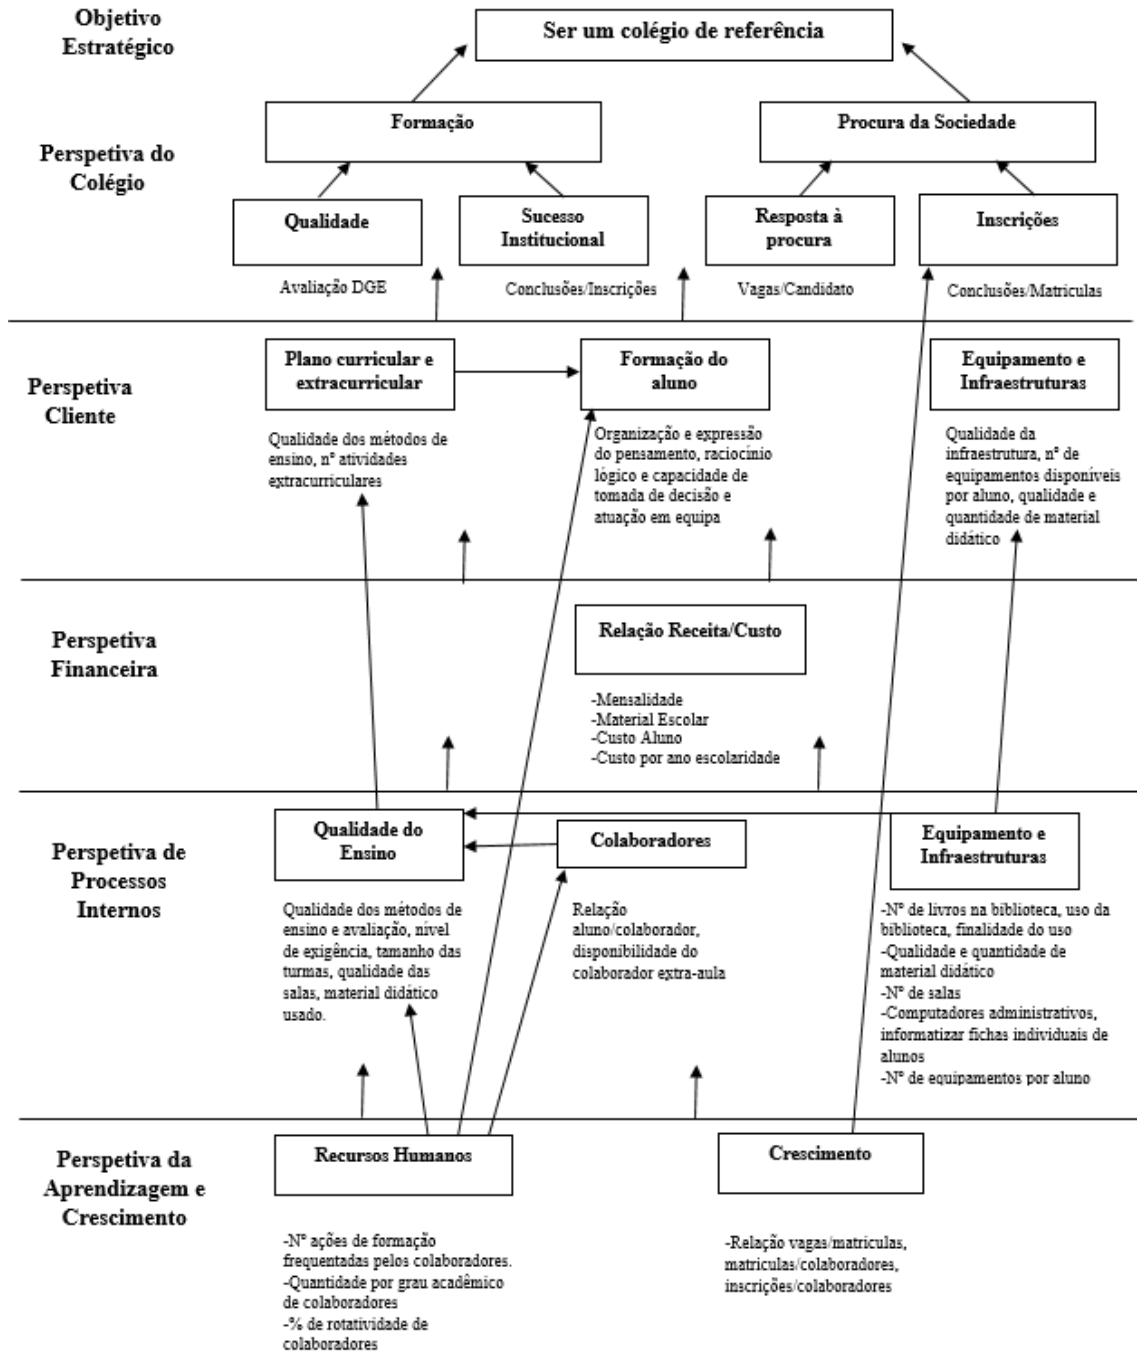 Objetivo
Estratégico
Ser um colégio de referência
Perspetiva do
Colégio
Formação
Procura da Sociedade
Qualidade
Sucesso
Institucional
Resposta à
procura
Inscrições
Avaliação DGE
Conclusões/Inscrições
Vagas/Candidato
Conclusões/Matriculas
Perspetiva
Cliente
Plano curricular e
extracurricular
Formação do
aluno
Equipamento e
Infraestruturas
Qualidade dos métodos de
ensino, nº atividades
extracurriculares
Organização e expressão
do pensamento, raciocínio
lógico e capacidade de
tomada de decisão e
atuação em equipa
Qualidade da
infraestrutura, nº de
equipamentos disponíveis
por aluno, qualidade e
quantidade de material
didático
Perspetiva
Financeira
Relação Receita/Custo
-Mensalidade
-Material Escolar
-Custo Aluno
-Custo por ano escolaridade
Perspetiva de
Processos
Internos
Qualidade do
Ensino
Colaboradores
Equipamento e
Infraestruturas
Qualidade dos métodos de
ensino e avaliação, nível
de exigência, tamanho das
turmas, qualidade das
salas, material didático
usado.
Relação
aluno/colaborador,
disponibilidade do
colaborador extra-aula
-Nº de livros na biblioteca, uso da
biblioteca, finalidade do uso
-Qualidade e quantidade de
material didático
-Nº de salas
-Computadores administrativos,
informatizar fichas individuais de
alunos
-Nº de equipamentos por aluno
Perspetiva da
Aprendizagem e
Crescimento
Recursos Humanos
Crescimento
-Nº ações de formação
frequentadas pelos colaboradores.
-Quantidade por grau acadêmico
de colaboradores
-% de rotatividade de
colaboradores
-Relação vagas/matriculas,
matriculas/colaboradores,
inscrições/colaboradores